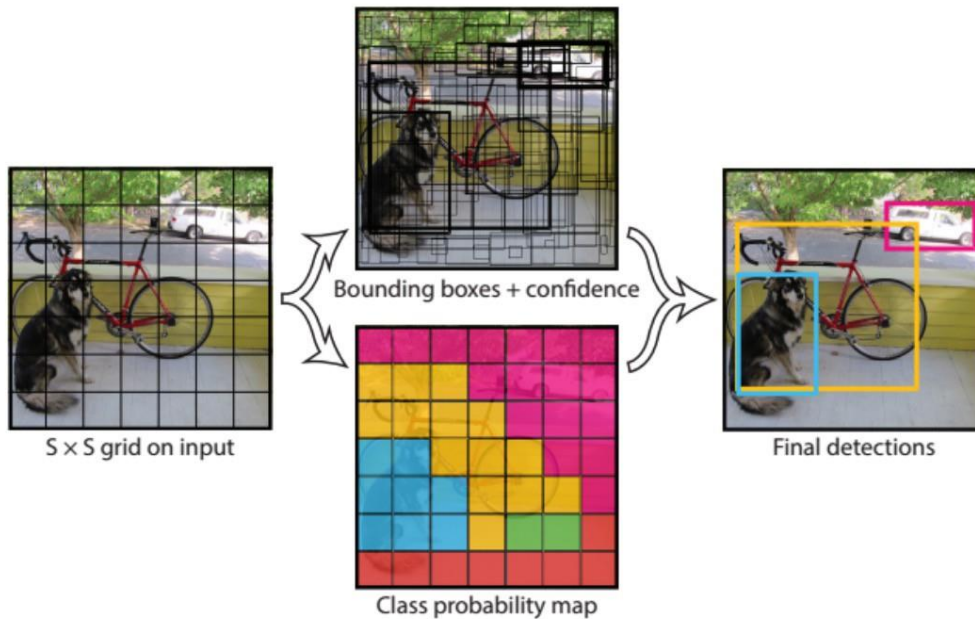 S × S grid on input
Bounding boxes + confidence
Class probability map
Final detections